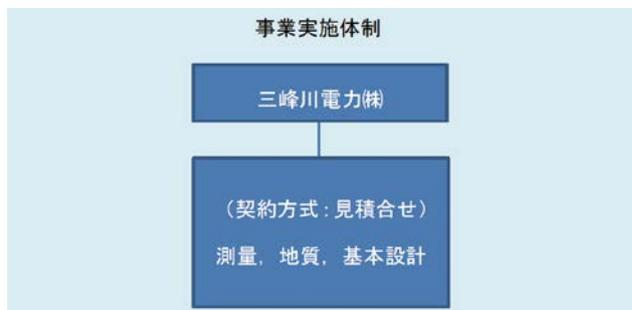 事業実施体制
三峰川電力㈱
（契約方式：見積合せ）
測量，地質，基本設計